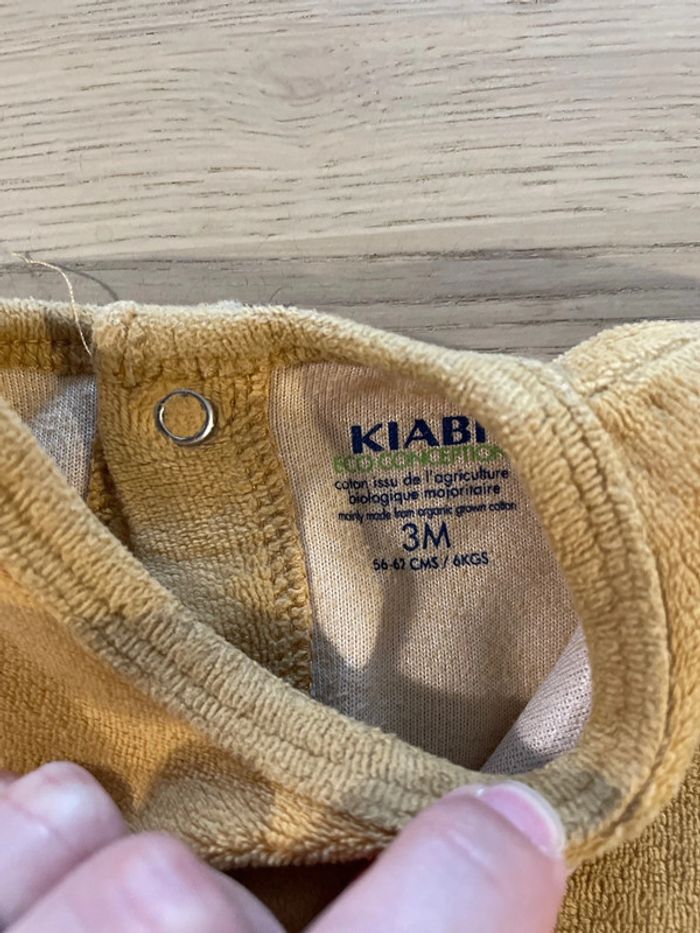 KIABI
ECO CONCEPTION
coton issu de l'agriculture
biologique majoritaire
mainly made from organic grown cotton
3M
56-62 CMS / 6KGS